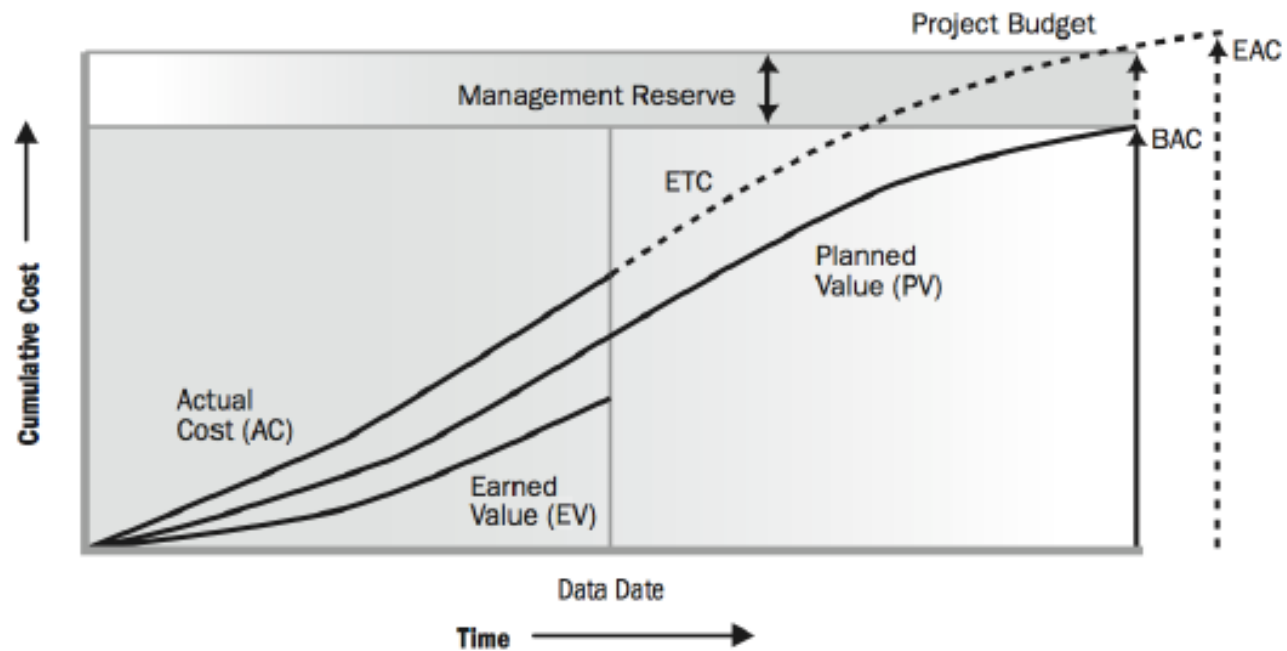 Project Budget
EAC
Management Reserve
BAC
ETC
Planned
Value (PV)
Cumulative Cost
Actual
Cost (AC)
Earned
Value (EV)
Data Date
Time